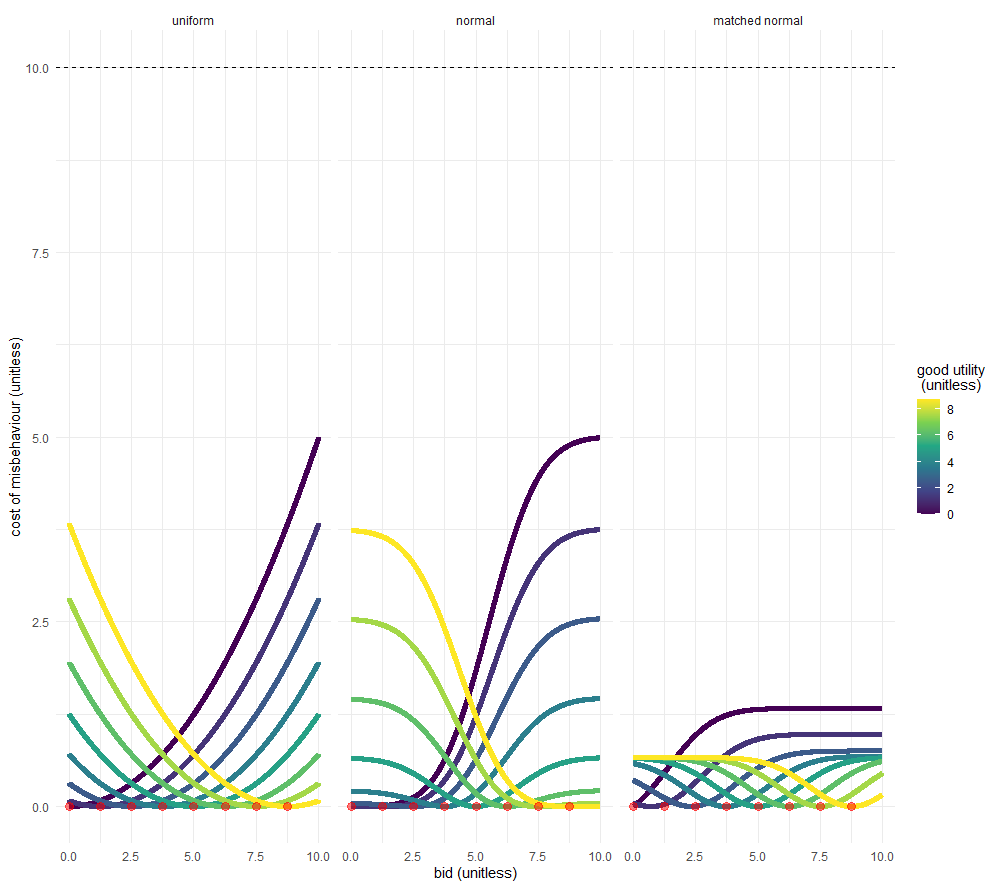 uniform
normal
matched normal
10.0
7.5
5.0
2.5
0.0
cost of misbehaviour (unitless)
0.0 2.5 5.0 7.5 10.0
0.0 2.5 5.0 7.5 10.0
0.0 2.5 5.0 7.5 10.0
bid (unitless)
good utility
(unitless)
8
6
4
2
0